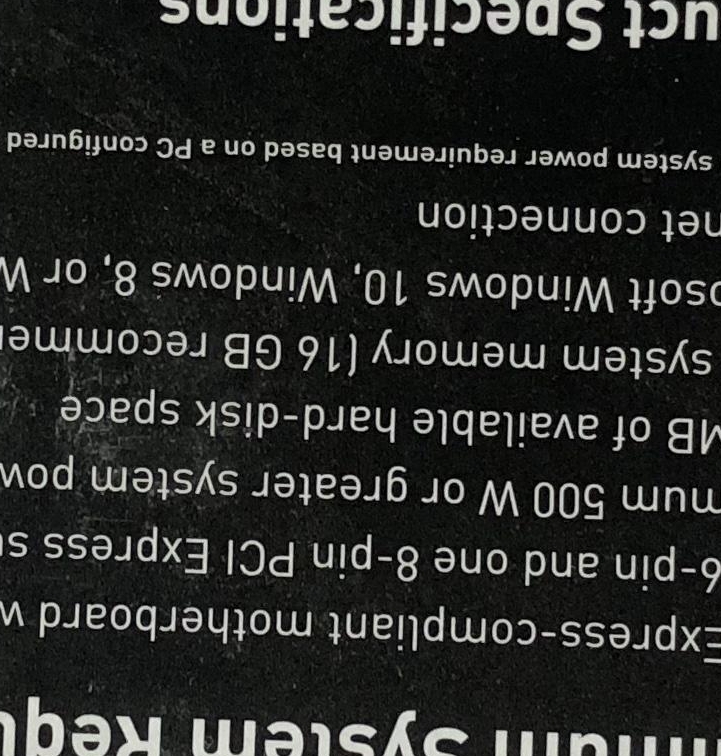 imum System Requ
Express-compliant motherboard w
6-pin and one 8-pin PCI Express su
mum 500 W or greater system pow
MB of available hard-disk space
system memory (16 GB recommen
osoft Windows 10, Windows 8, or W
net connection
system power requirement based on a PC configured
uct Specifications